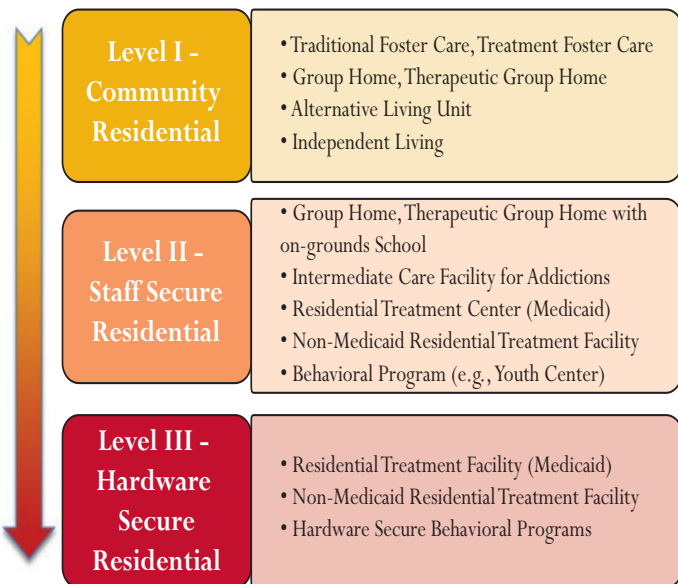 Level I -
Community
Residential
• Traditional Foster Care, Treatment Foster Care
• Group Home, Therapeutic Group Home
• Alternative Living Unit
• Independent Living
Level II -
Staff Secure
Residential
• Group Home, Therapeutic Group Home with
on-grounds School
• Intermediate Care Facility for Addictions
• Residential Treatment Center (Medicaid)
• Non-Medicaid Residential Treatment Facility
• Behavioral Program (e.g., Youth Center)
Level III -
Hardware
Secure
Residential
• Residential Treatment Facility (Medicaid)
• Non-Medicaid Residential Treatment Facility
• Hardware Secure Behavioral Programs